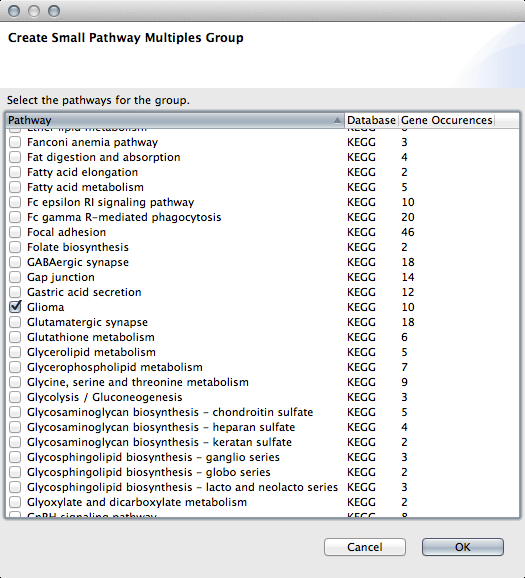 Create Small Pathway Multiples Group
Select the pathways for the group.
Pathway Database Gene Occurences
Ether lipid metabolism KEGG
Fanconi anemia pathway KEGG 3
Fat digestion and absorption KEGG 4
Fatty acid elongation KEGG 2
Fatty acid metabolism KEGG 5
Fc epsilon RI signaling pathway KEGG 10
Fc gamma R-mediated phagocytosis KEGG 20
Focal adhesion KEGG 46
Folate biosynthesis KEGG 2
GABAergic synapse KEGG 18
Gap junction KEGG 14
Gastric acid secretion KEGG 12
Glioma KEGG 10
Glutamatergic synapse KEGG 18
Glutathione metabolism KEGG 6
Glycerolipid metabolism KEGG 5
Glycerophospholipid metabolism KEGG 7
Glycine, serine and threonine metabolism KEGG 9
Glycolysis / Gluconeogenesis KEGG 3
Glycosaminoglycan biosynthesis - chondroitin sulfate KEGG 5
Glycosaminoglycan biosynthesis - heparan sulfate KEGG 4
Glycosaminoglycan biosynthesis - keratan sulfate KEGG 2
Glycosphingolipid biosynthesis - ganglio series KEGG 3
Glycosphingolipid biosynthesis - globo series KEGG 2
Glycosphingolipid biosynthesis - lacto and neolacto series KEGG 3
Glyoxylate and dicarboxylate metabolism KEGG 2
GnRH signaling pathway KEGG 8
Cancel OK